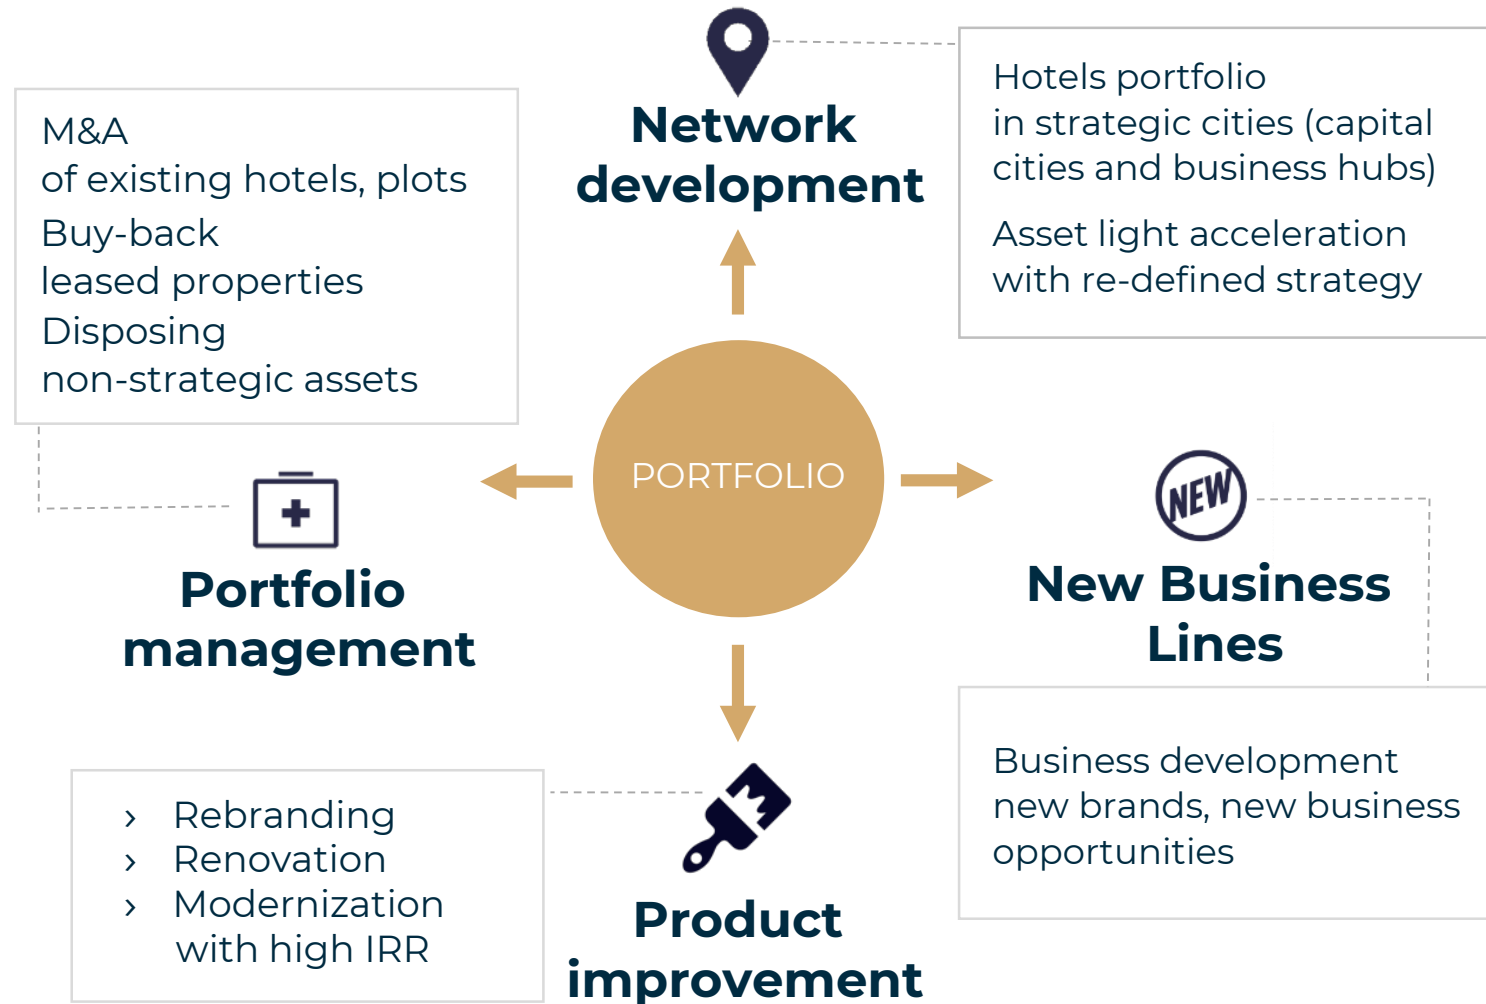 Network
development
Hotels portfolio
in strategic cities (capital
cities and business hubs)
Asset light acceleration
with re-defined strategy
M&A
of existing hotels, plots
Buy-back
leased properties
Disposing
non-strategic assets
PORTFOLIO
NEW
Portfolio
management
New Business
Lines
Business development
new brands, new business
opportunities
› Rebranding
› Renovation
› Modernization
with high IRR
Product
improvement